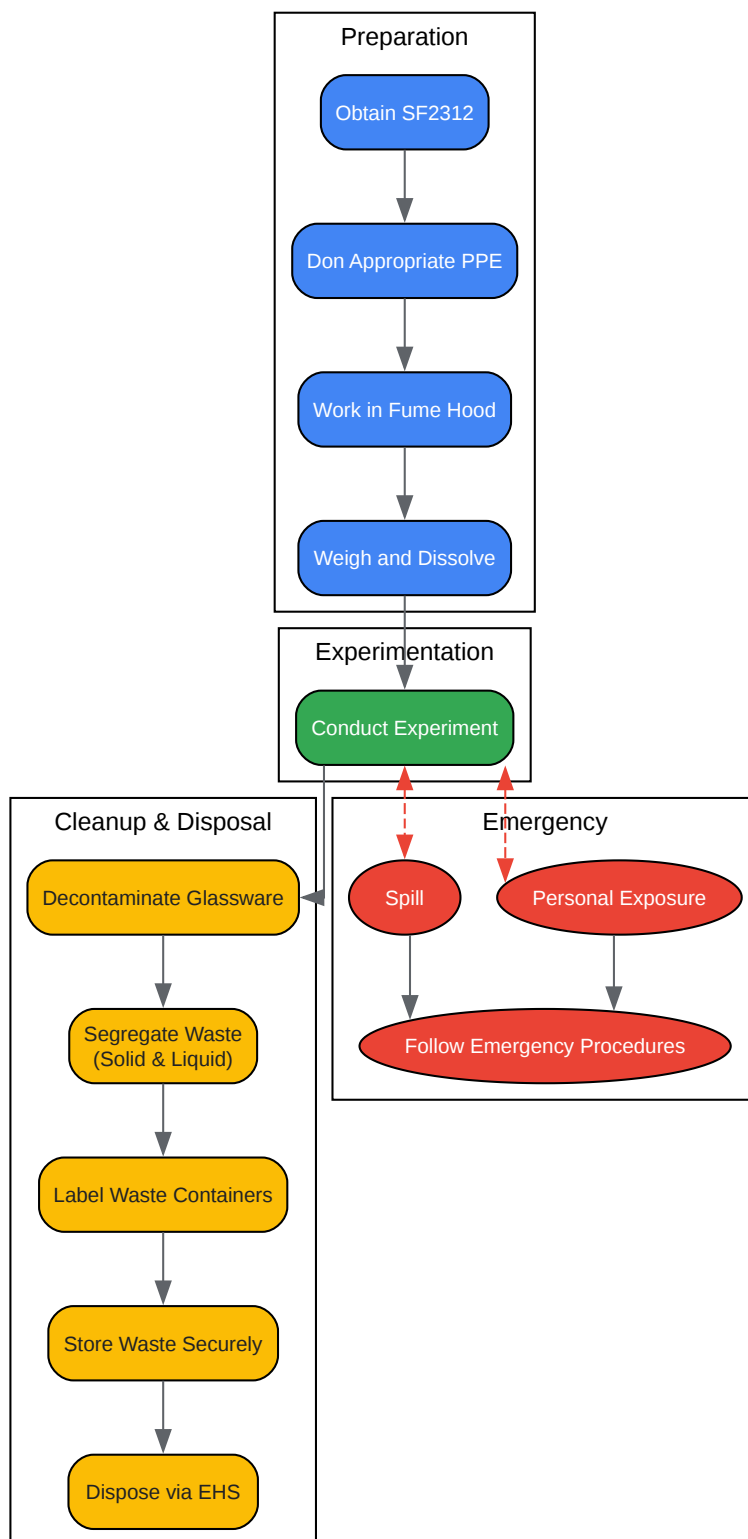 Preparation
Obtain SF2312
Don Appropriate PPE
Work in Fume Hood
Weigh and Dissolve
Experimentation
Conduct Experiment
Cleanup & Disposal
Decontaminate Glassware
Segregate Waste
(Solid & Liquid)
Label Waste Containers
Store Waste Securely
Dispose via EHS
Emergency
Spill
Personal Exposure
Follow Emergency Procedures